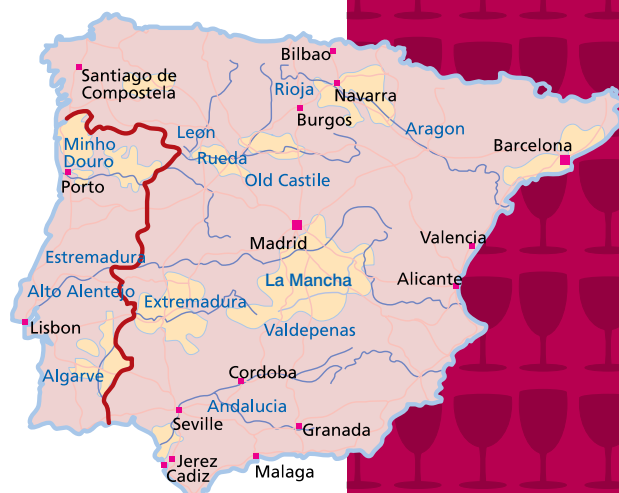 Bilbao
Santiago de
Compostela
Rioja
Navarra
Burgos
Leon
Aragon
Minho
Douro
Rueda
Barcelona
Porto
Old Castile
Madrid
Valencia
Estremadura
La Mancha
Alicante
Alto Alentejo
Extremadura
Lisbon
Valdepenas
Cordoba
Algarve
Andalucia
Seville
Granada
Jerez
Cadiz
Malaga